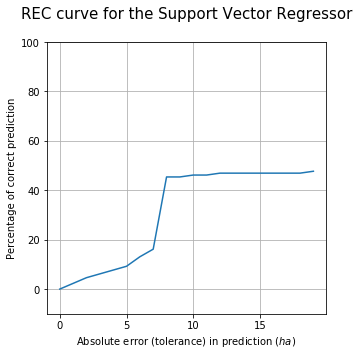 REC curve for the Support Vector Regressor
100
80
60
40
20
0
Percentage of correct prediction
0 5 10 15
Absolute error (tolerance) in prediction (ha)